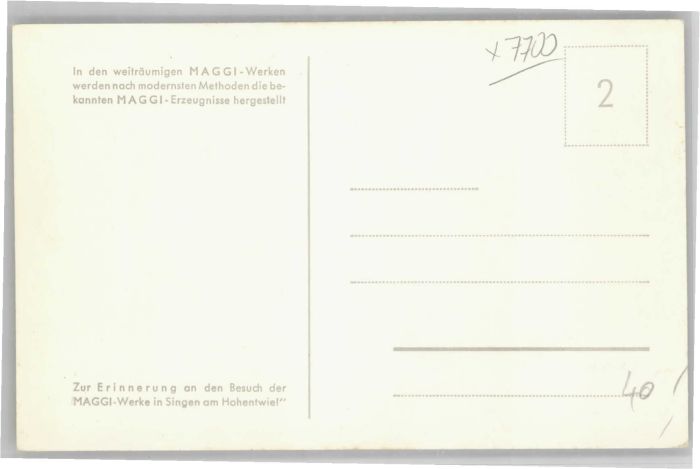 In den weiträumigen MAGGI-Werken
werden nach modernsten Methoden die be-
kannten MAGGI-Erzeugnisse hergestellt
x 7700
2
Zur Erinnerung an den Besuch der
MAGGI-Werke in Singen am Hohentwiel"
40